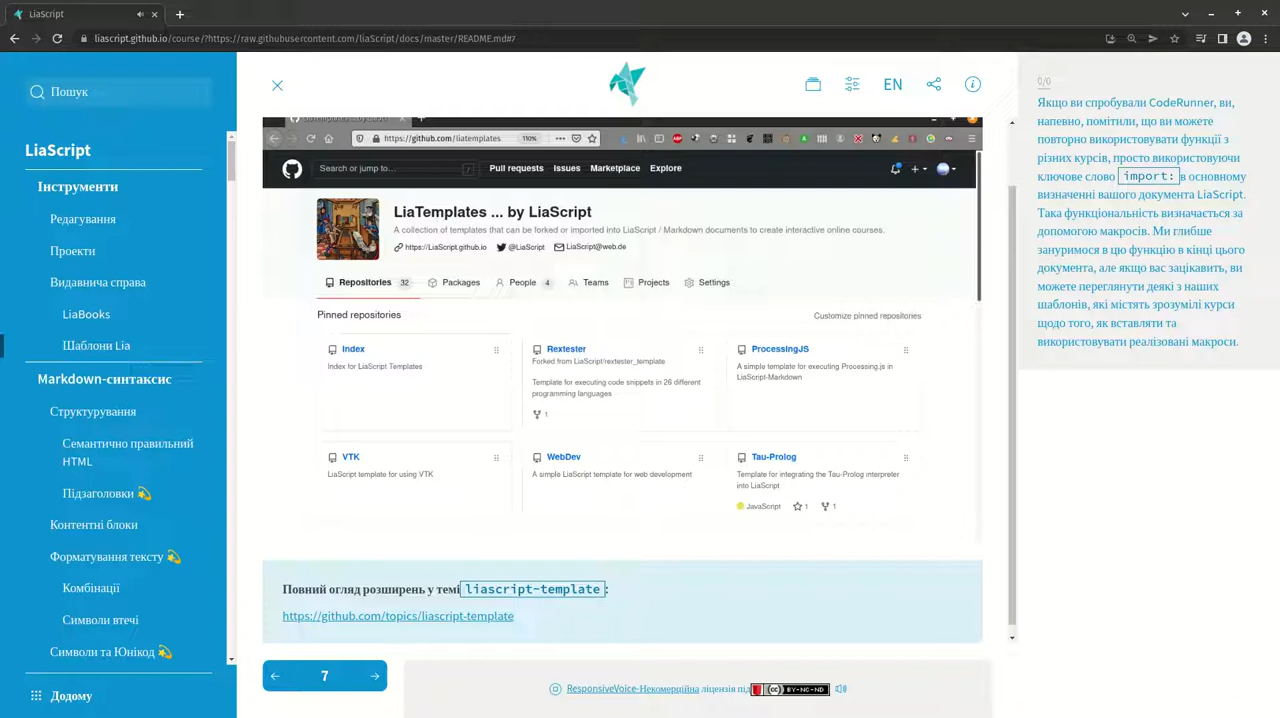 LiaScript
liascript.github.io/course/?https://raw.githubusercontent.com/liaScript/docs/master/README.md#7
Пошук
LiaScript
Інструменти
Редагування
Проекти
Видавнича справа
LiaBooks
Шаблони Lia
Markdown-синтаксис
Структурування
Семантично правильний
HTML
Підзаголовки 💫
Контентні блоки
Форматування тексту 💫
Комбінації
Символи втечі
Символи та Юнікод 💫
Додому
EN
https://github.com/liatemplates
110%
Search or jump to...
/
Pull requests
Issues
Marketplace
Explore
LiaTemplates ... by LiaScript
A collection of templates that can be forked or imported into LiaScript / Markdown documents to create interactive online courses.
https://LiaScript.github.io
@LiaScript
LiaScript@web.de
Repositories 32
Packages
People 4
Teams
Projects
Settings
Pinned repositories
Customize pinned repositories
Index
Index for LiaScript Templates
Rextester
Forked from LiaScript/rextester_template
Template for executing code snippets in 26 different
programming languages
1
ProcessingJS
A simple template for executing Processing.js in
LiaScript-Markdown
VTK
LiaScript template for using VTK
WebDev
A simple LiaScript template for web development
Tau-Prolog
Template for integrating the Tau-Prolog interpreter
into LiaScript
JavaScript 1 1
Повний огляд розширень у темі liascript-template:
https://github.com/topics/liascript-template
7
ResponsiveVoice-Некомерційна ліцензія під
CC BY-NC-ND
0/0
Якщо ви спробували CodeRunner, ви,
напевно, помітили, що ви можете
повторно використовувати функції з
різних курсів, просто використовуючи
ключове слово import: в основному
визначенні вашого документа LiaScript.
Така функціональність визначається за
допомогою макросів. Ми глибше
зануримося в цю функцію в кінці цього
документа, але якщо вас зацікавить, ви
можете переглянути деякі з наших
шаблонів, які містять зрозумілі курси
щодо того, як вставляти та
використовувати реалізовані макроси.